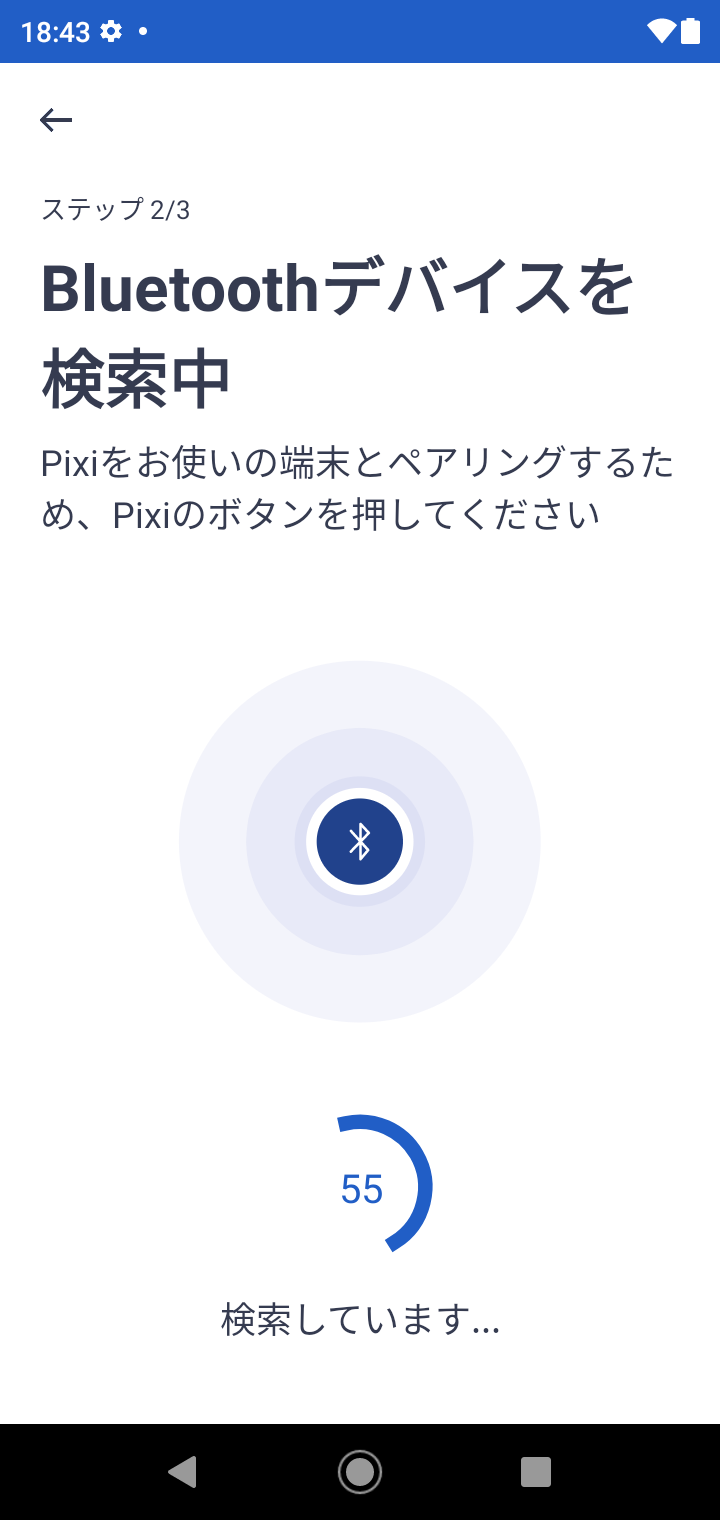 18:43
ステップ 2/3
Bluetoothデバイスを
検索中
Pixiをお使いの端末とペアリングするた
め、Pixiのボタンを押してください
55
検索しています...